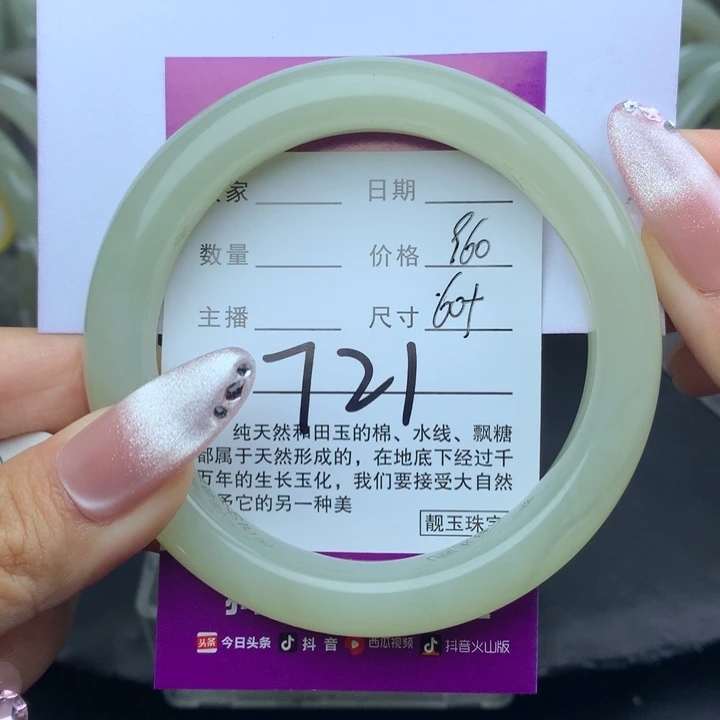 家 日期
数量 价格 960
主播 尺寸 60+
721
纯天然和田玉的棉、水线、飘糖
都属于天然形成的，在地底下经过千
万年的生长玉化，我们要接受大自然
予它的另一种美
靓玉珠宝
头条 今日头条 抖音 西瓜视频 抖音火山版